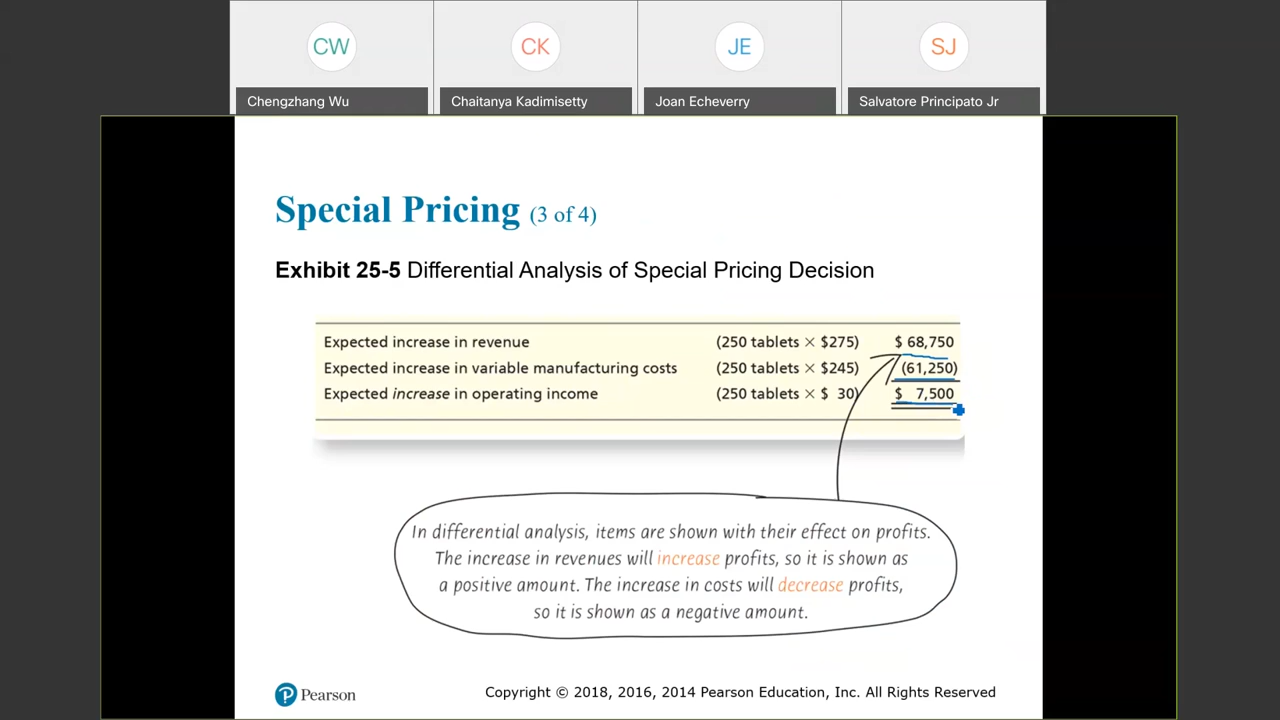 CW CK JE SJ
Chengzhang Wu Chaitanya Kadimisetty Joan Echeverry Salvatore Principato Jr
Special Pricing (3 of 4)
Exhibit 25-5 Differential Analysis of Special Pricing Decision
Expected increase in revenue (250 tablets × $275) $ 68,750
Expected increase in variable manufacturing costs (250 tablets × $245) (61,250)
Expected increase in operating income (250 tablets × $ 30) $ 7,500
In differential analysis, items are shown with their effect on profits.
The increase in revenues will increase profits, so it is shown as
a positive amount. The increase in costs will decrease profits,
so it is shown as a negative amount.
P Pearson Copyright © 2018, 2016, 2014 Pearson Education, Inc. All Rights Reserved